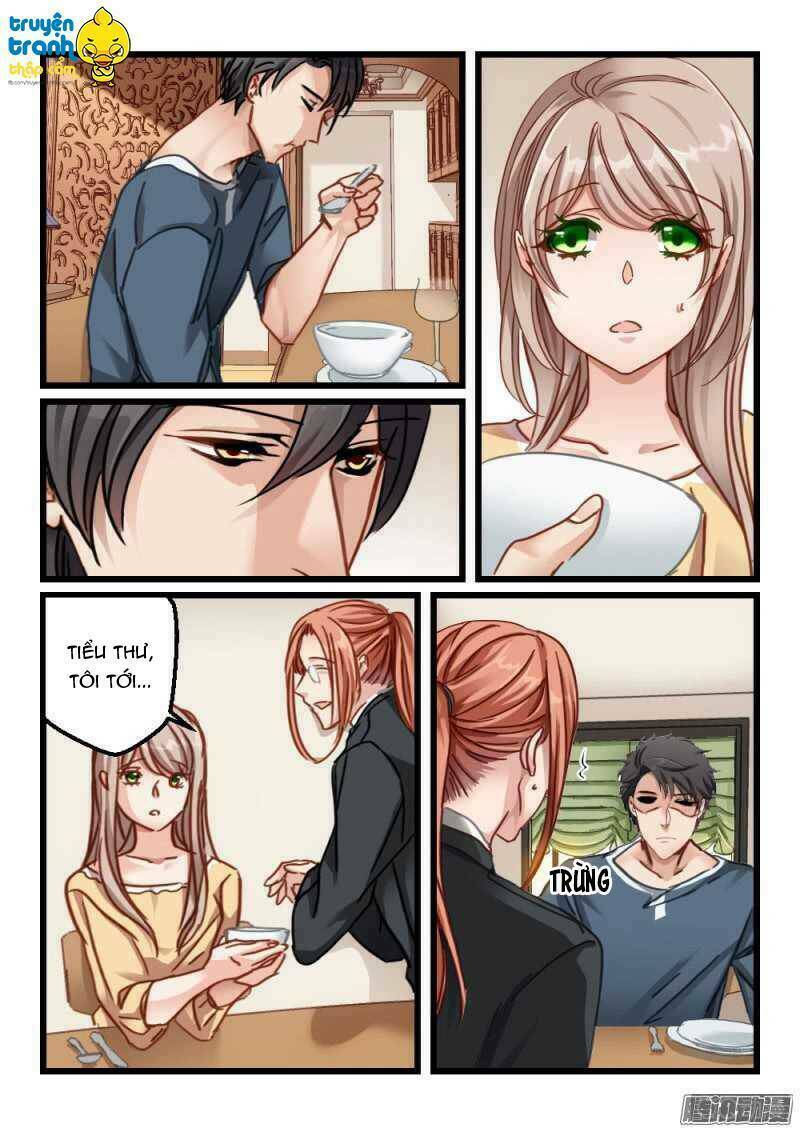 truyện
tranh
thập cẩm
TIỂU THƯ,
TÔI TỚI...
TRỪNG
腾讯动漫